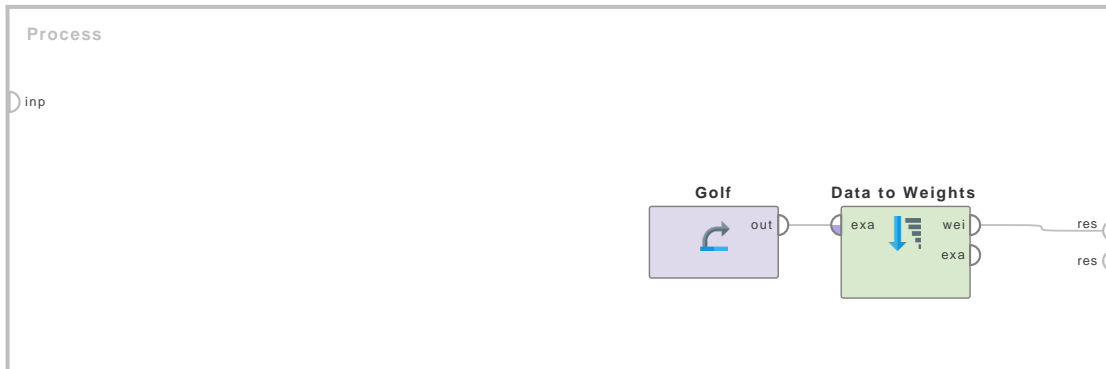 Process
inp
Golf
Data to Weights
out
exa
wei
res
exa
res